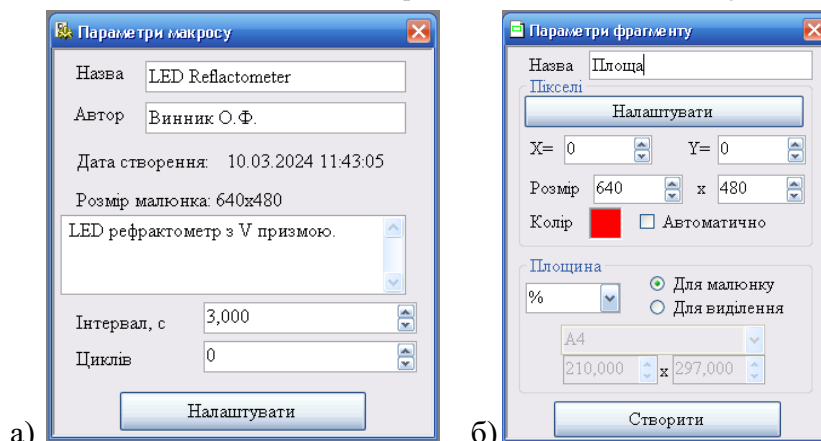 Параметри макросу
Назва LED Reflactometer
Автор Винник О.Ф.
Дата створення: 10.03.2024 11:43:05
Розмір малюнка: 640x480
LED рефрактометр з V призмою.
Інтервал, с 3,000
Циклів 0
Налаштувати
а)
Параметри фрагменту
Назва Площа
Пікселі
Налаштувати
X= 0 Y= 0
Розмір 640 x 480
Колір Автоматично
Площина
% Для малюнку
Для виділення
A4
210,000 x 297,000
Створити
б)